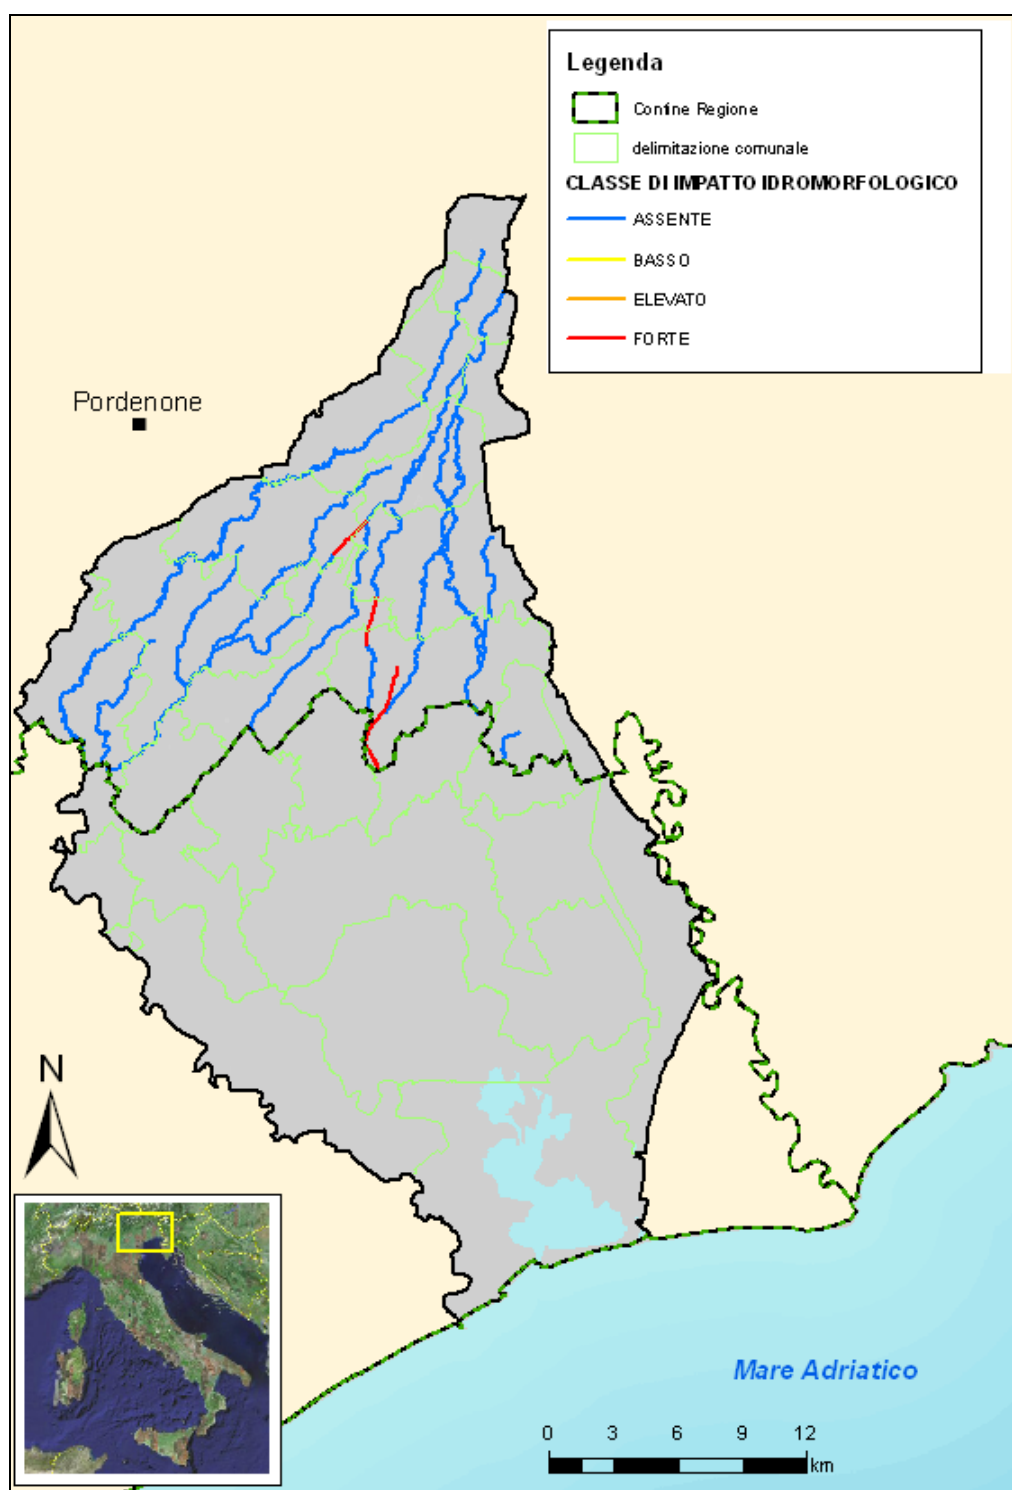 Legenda
Confine Regione
delimitazione comunale
CLASSE DI IMPATTO IDROMORFOLOGICO
ASSENTE
BASSO
ELEVATO
FORTE
Pordenone
N
Mare Adriatico
0 3 6 9 12
km